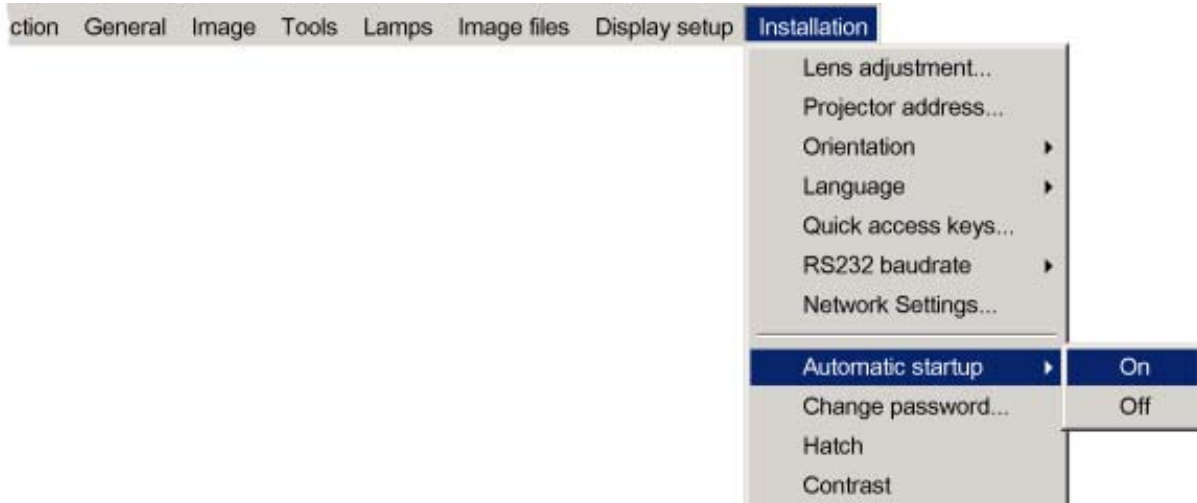 ction General Image Tools Lamps Image files Display setup Installation
Lens adjustment...
Projector address...
Orientation
Language
Quick access keys...
RS232 baudrate
Network Settings...
Automatic startup On
Change password... Off
Hatch
Contrast